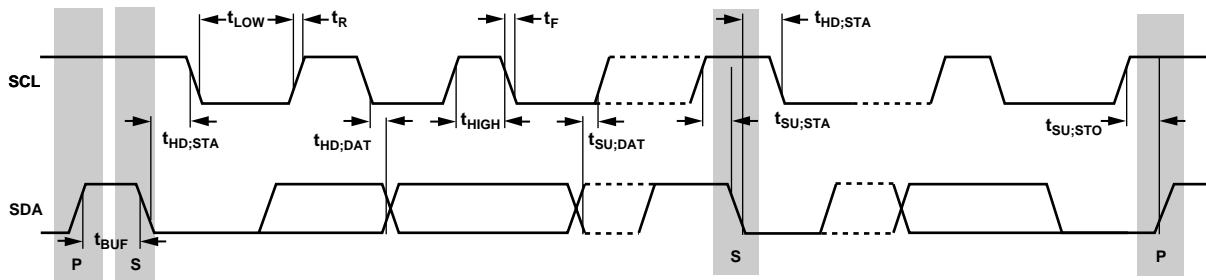 tLOW tR tF tHD;STA
SCL
tHD;STA tHD;DAT tHIGH tSU;DAT tSU;STA tSU;STO
SDA
tBUF
P S S P